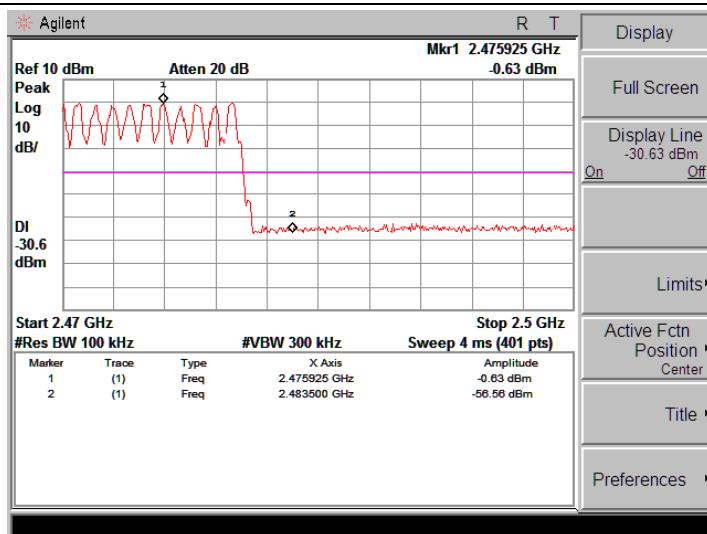 Agilent R T
Mkr1 2.475925 GHz
Ref 10 dBm Atten 20 dB -0.63 dBm
Peak
Log
10
dB/
1
2
DI
-30.6
dBm
Start 2.47 GHz Stop 2.5 GHz
#Res BW 100 kHz #VBW 300 kHz Sweep 4 ms (401 pts)
Marker Trace Type X Axis Amplitude
1 (1) Freq 2.475925 GHz -0.63 dBm
2 (1) Freq 2.483500 GHz -56.56 dBm
Display
Full Screen
Display Line
-30.63 dBm
On Off
Limits
Active Fctn
Position
Center
Title
Preferences